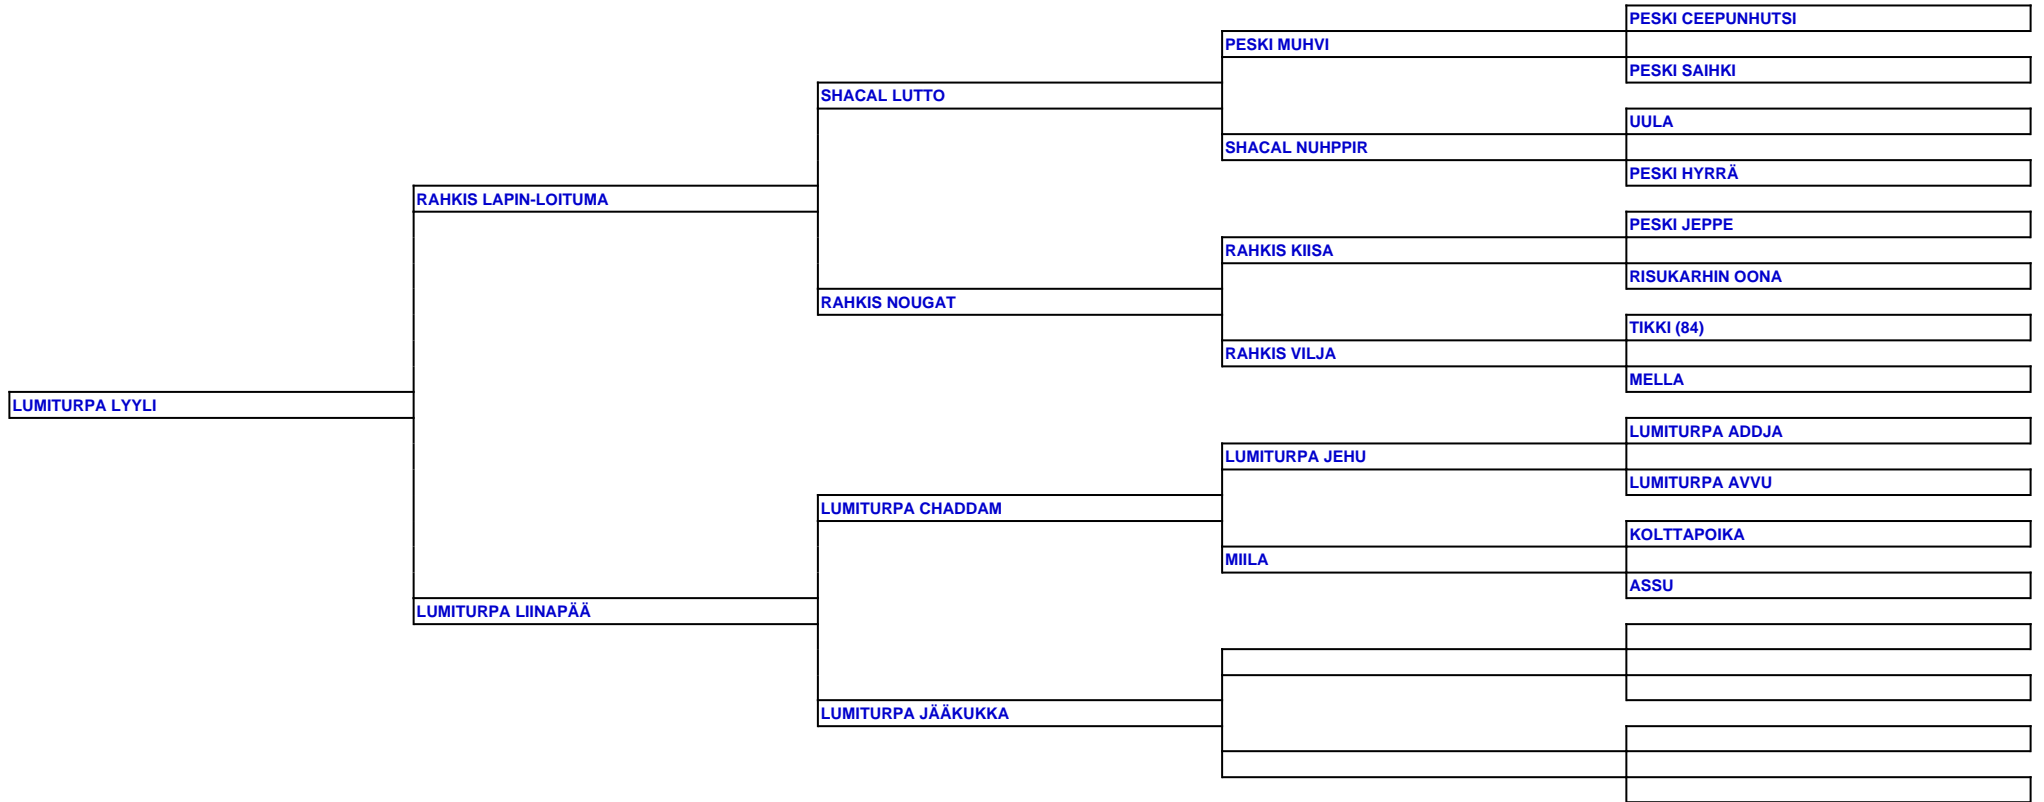 PESKI CEEPUNHUTSI
PESKI MUHVI
PESKI SAIHKI
SHACAL LUTTO
UULA
SHACAL NUHPPIR
PESKI HYRRÄ
RAHKIS LAPIN-LOITUMA
PESKI JEPPE
RAHKIS KIISA
RISUKARHIN OONA
RAHKIS NOUGAT
TIKKI (84)
RAHKIS VILJA
MELLA
LUMITURPA LYYLI
LUMITURPA ADDJA
LUMITURPA JEHU
LUMITURPA AVVU
LUMITURPA CHADDAM
KOLTTAPOIKA
MIILA
ASSU
LUMITURPA LIINAPÄÄ
LUMITURPA JÄÄKUKKA